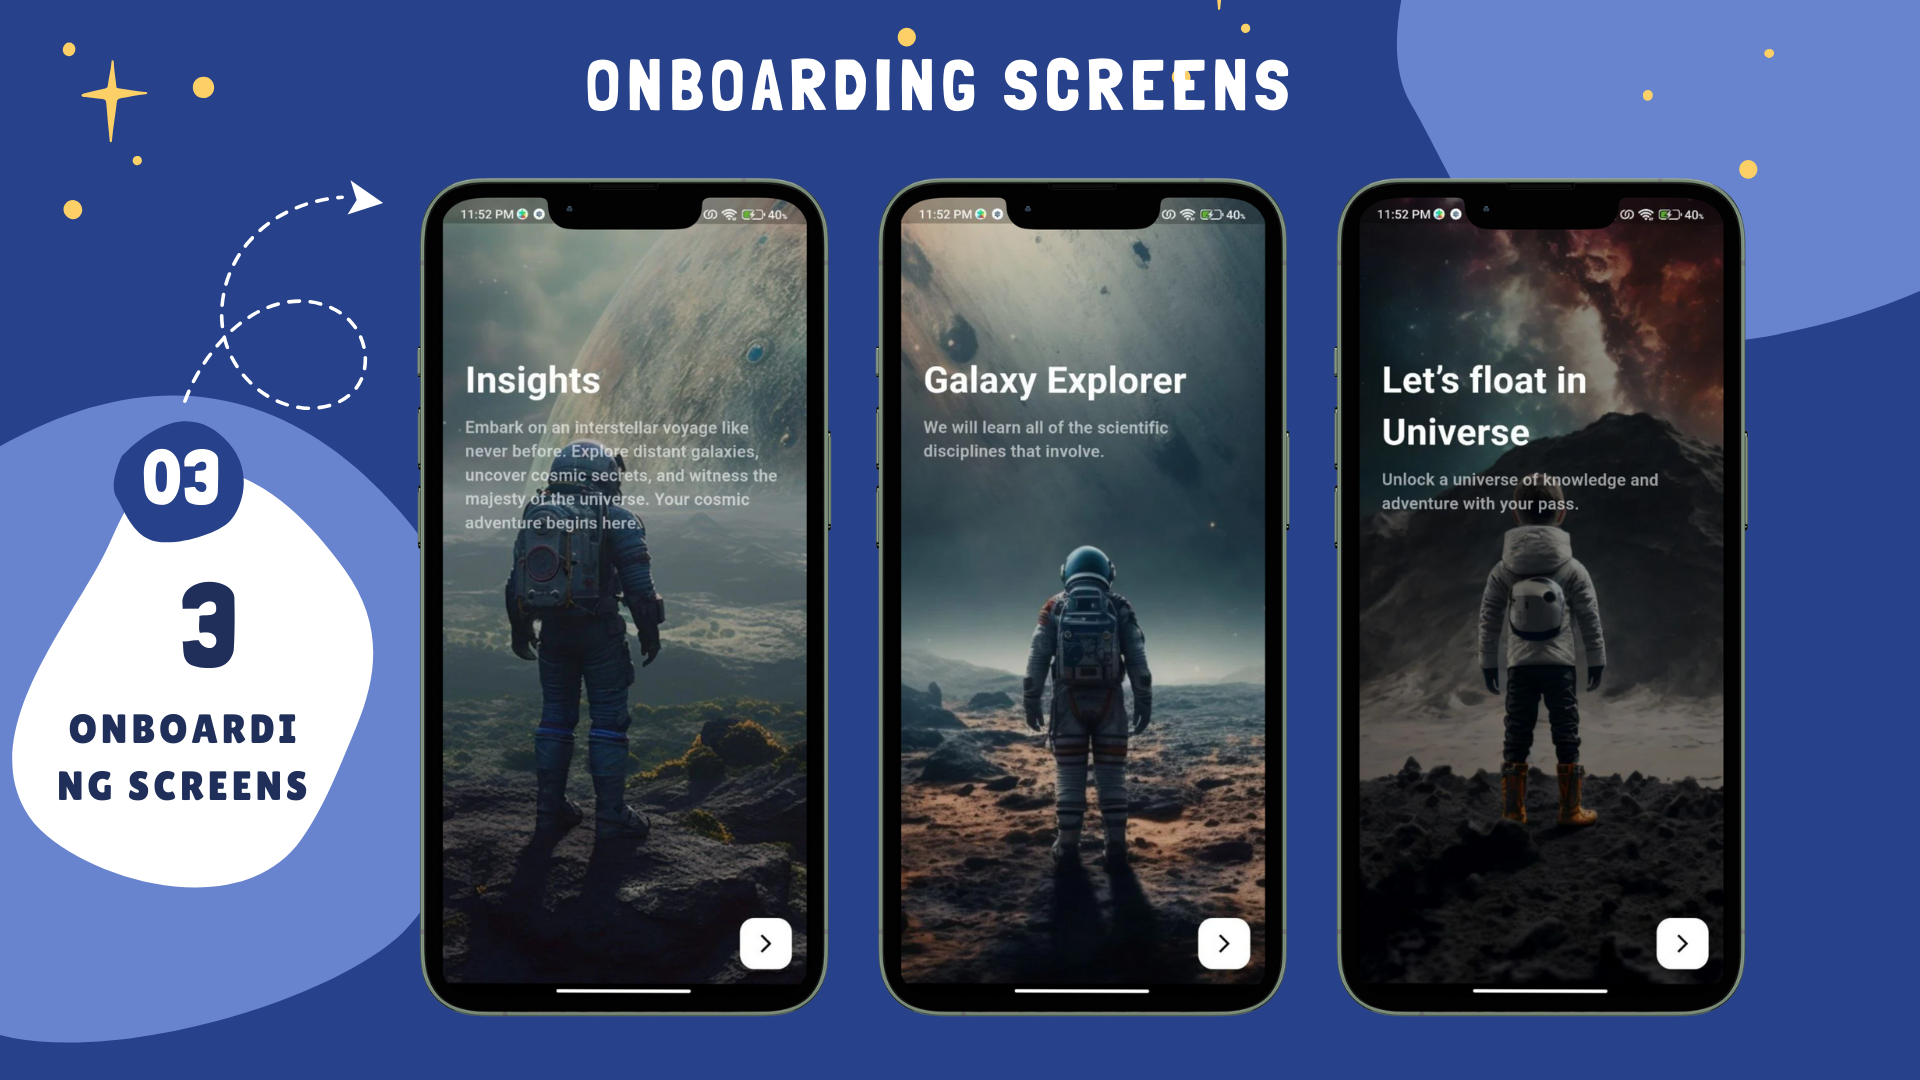 ONBOARDING SCREENS
03
3
ONBOARDI
NG SCREENS
11:52 PM 40%
Insights
Embark on an interstellar voyage like
never before. Explore distant galaxies,
uncover cosmic secrets, and witness the
majesty of the universe. Your cosmic
adventure begins here.
11:52 PM 40%
Galaxy Explorer
We will learn all of the scientific
disciplines that involve.
11:52 PM 40%
Let’s float in
Universe
Unlock a universe of knowledge and
adventure with your pass.